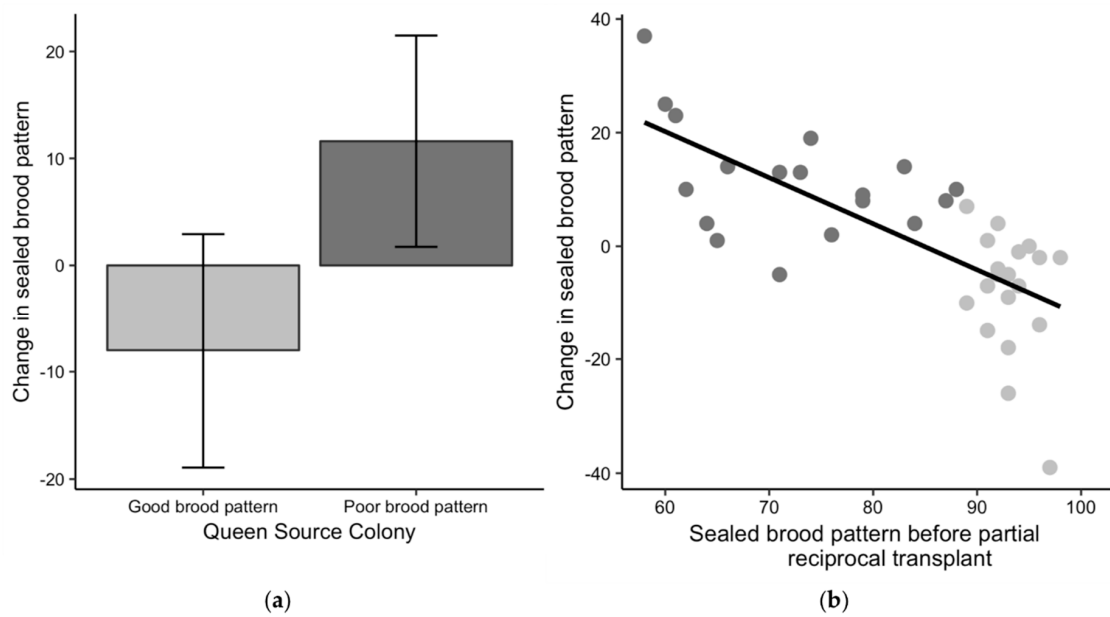 Change in sealed brood pattern
20
10
0
-10
-20
Good brood pattern
Poor brood pattern
Queen Source Colony
(a)
Change in sealed brood pattern
40
20
0
-20
-40
60
70
80
90
100
Sealed brood pattern before partial
reciprocal transplant
(b)